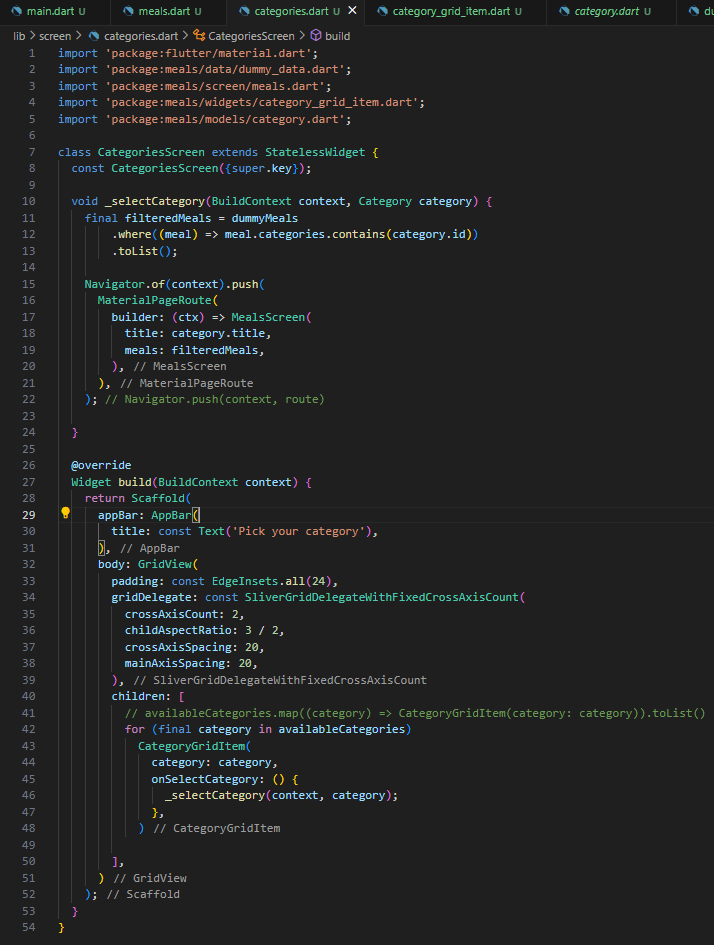 main.dart U meals.dart U categories.dart U category_grid_item.dart U category.dart U du
lib > screen > categories.dart > CategoriesScreen > build
1 import 'package:flutter/material.dart';
2 import 'package:meals/data/dummy_data.dart';
3 import 'package:meals/screen/meals.dart';
4 import 'package:meals/widgets/category_grid_item.dart';
5 import 'package:meals/models/category.dart';
6
7 class CategoriesScreen extends StatelessWidget {
8   const CategoriesScreen({super.key});
9
10   void _selectCategory(BuildContext context, Category category) {
11     final filteredMeals = dummyMeals
12         .where((meal) => meal.categories.contains(category.id))
13         .toList();
14
15     Navigator.of(context).push(
16       MaterialPageRoute(
17         builder: (ctx) => MealsScreen(
18           title: category.title,
19           meals: filteredMeals,
20         ), // MealsScreen
21       ), // MaterialPageRoute
22     ); // Navigator.push(context, route)
23
24   }
25
26   @override
27   Widget build(BuildContext context) {
28     return Scaffold(
29       appBar: AppBar(
30         title: const Text('Pick your category'),
31       ), // AppBar
32       body: GridView(
33         padding: const EdgeInsets.all(24),
34         gridDelegate: const SliverGridDelegateWithFixedCrossAxisCount(
35           crossAxisCount: 2,
36           childAspectRatio: 3 / 2,
37           crossAxisSpacing: 20,
38           mainAxisSpacing: 20,
39         ), // SliverGridDelegateWithFixedCrossAxisCount
40         children: [
41           // availableCategories.map((category) => CategoryGridItem(category: category)).toList()
42           for (final category in availableCategories)
43             CategoryGridItem(
44               category: category,
45               onSelectCategory: () {
46                 _selectCategory(context, category);
47               },
48             ) // CategoryGridItem
49
50         ],
51       ) // GridView
52     ); // Scaffold
53   }
54 }